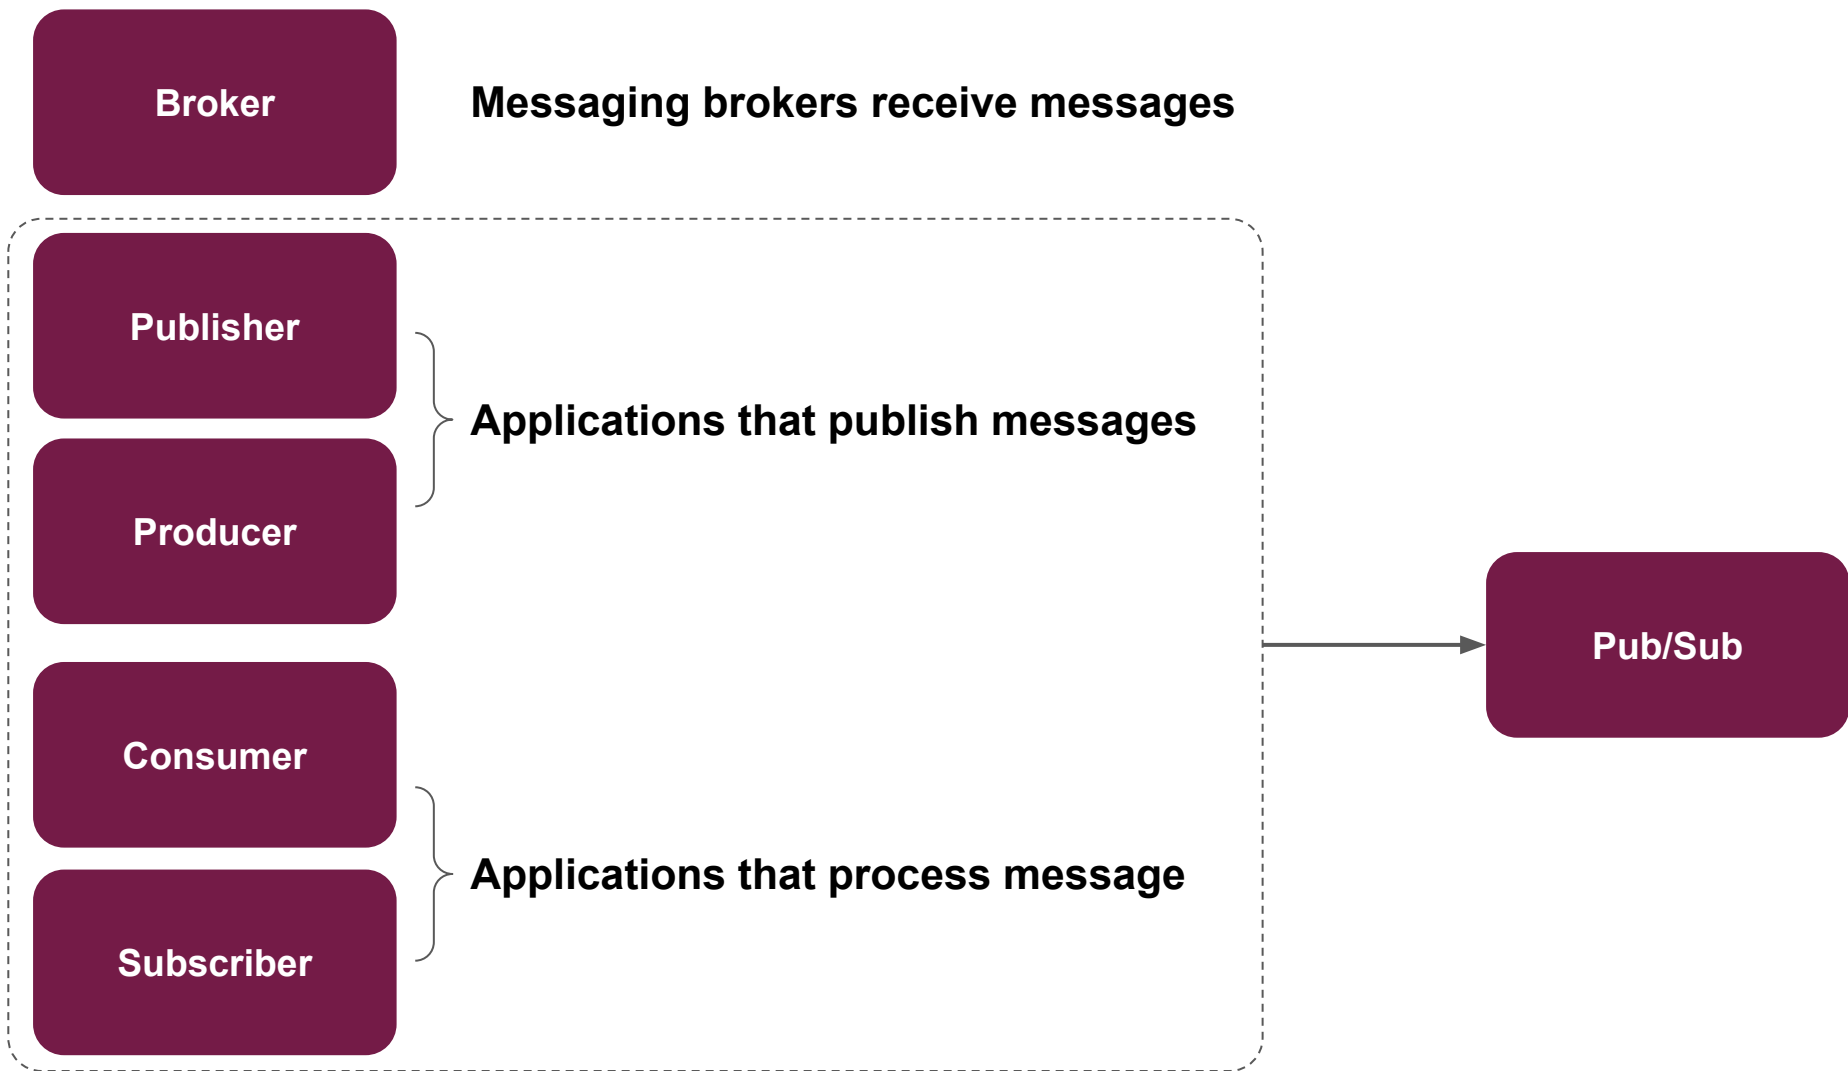 Broker
Messaging brokers receive messages
Publisher
Applications that publish messages
Producer
Pub/Sub
Consumer
Applications that process message
Subscriber